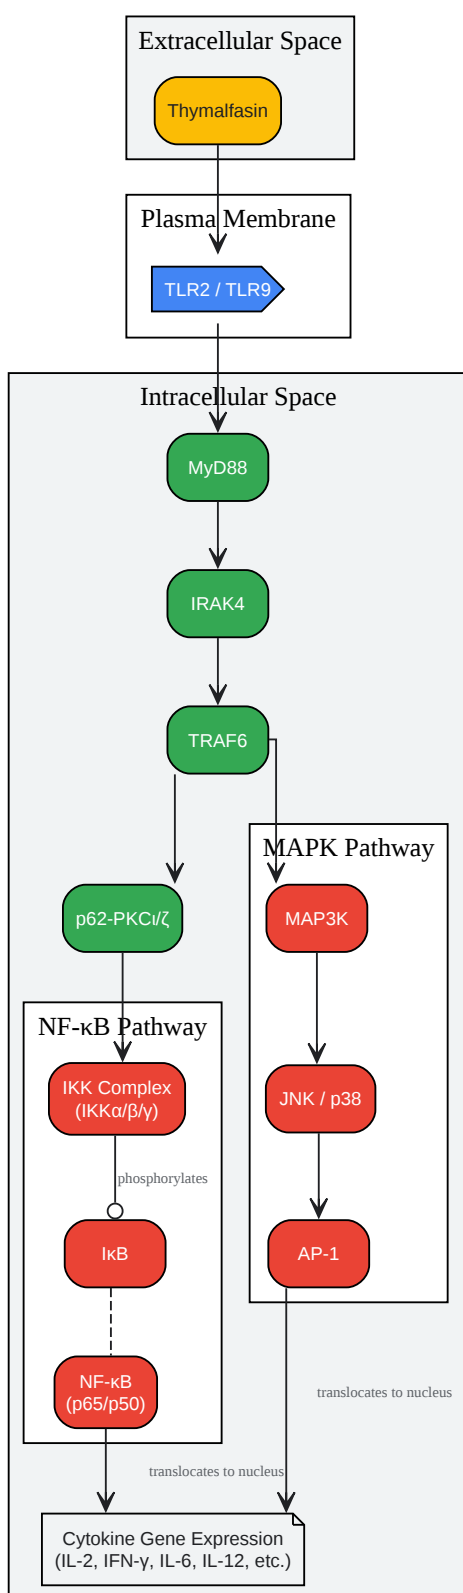 Extracellular Space
Thymalfasin
Plasma Membrane
TLR2 / TLR9
Intracellular Space
MyD88
IRAK4
TRAF6
MAPK Pathway
p62-PKCι/ζ
MAP3K
NF-κB Pathway
IKK Complex
(IKKα/β/γ)
JNK / p38
phosphorylates
IκB
AP-1
NF-κB
(p65/p50)
translocates to nucleus
translocates to nucleus
Cytokine Gene Expression
(IL-2, IFN-γ, IL-6, IL-12, etc.)